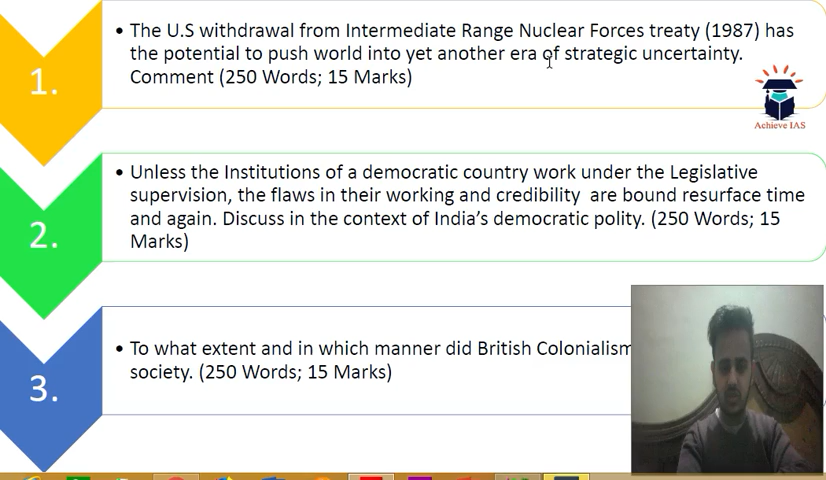 1.
• The U.S withdrawal from Intermediate Range Nuclear Forces treaty (1987) has
the potential to push world into yet another era of strategic uncertainty.
Comment (250 Words; 15 Marks)
Achieve IAS
2.
• Unless the Institutions of a democratic country work under the Legislative
supervision, the flaws in their working and credibility are bound resurface time
and again. Discuss in the context of India's democratic polity. (250 Words; 15
Marks)
3.
• To what extent and in which manner did British Colonialism
society. (250 Words; 15 Marks)